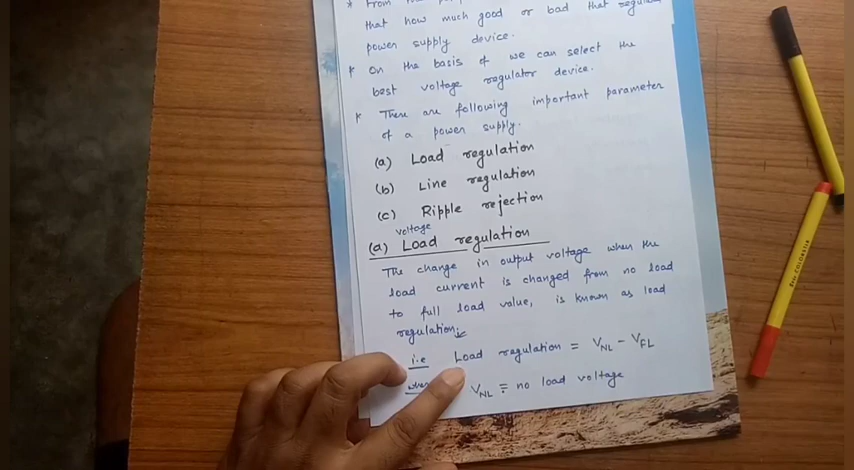 * From
that how much good or bad that
power supply device.
* On the basis of we can select the
best voltage regulator device.
* There are following important parameter
of a power supply.
(a) Load regulation
(b) Line regulation
(c) Ripple rejection
voltage
(a) Load regulation
The change in output voltage when the
load current is changed from no load
to full load value, is known as load
regulation.
i.e Load regulation = VNL - VFL
VNL = no load voltage